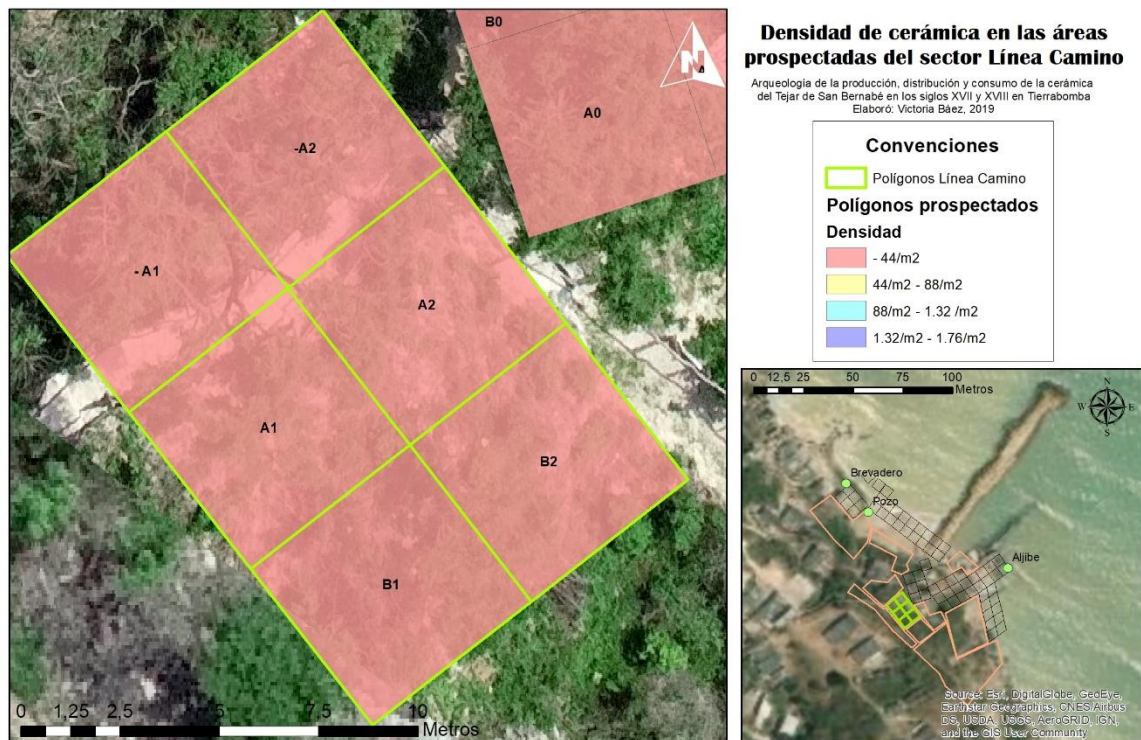 Densidad de cerámica en las áreas
prospectadas del sector Línea Camino
Arqueología de la producción, distribución y consumo de la cerámica
del Tejar de San Bernabé en los siglos XVII y XVIII en Tierrabomba
Elaboró: Victoria Báez, 2019
Convenciones
Polígonos Línea Camino
Polígonos prospectados
Densidad
- 44/m2
44/m2 - 88/m2
88/m2 - 1.32 /m2
1.32/m2 - 1.76/m2
B0
N
A
A0
-A2
- A1
A2
A1
B2
B1
0 1,25 2,5 5 7,5 10
Metros
0 12,5 25 50 75 100
Metros
N
W E
S
Brevadero
Pozo
Aljibe
Source: Esri, DigitalGlobe, GeoEye,
Earthstar Geographics, CNES/Airbus
DS, USDA, USGS, AeroGRID, IGN,
and the GIS User Community